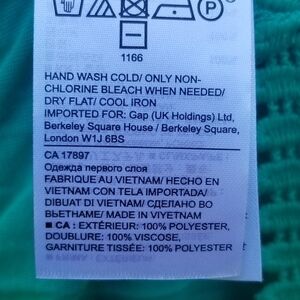 P
1166
HAND WASH COLD/ ONLY NON-
CHLORINE BLEACH WHEN NEEDED/
DRY FLAT/ COOL IRON
IMPORTED FOR: Gap (UK Holdings) Ltd,
Berkeley Square House / Berkeley Square,
London W1J 6BS
CA 17897
Одежда первого слоя
FABRIQUE AU VIETNAM/ HECHO EN
VIETNAM CON TELA IMPORTADA/
DIBUAT DI VIETNAM/ СДЕЛАНО ВО
ВЬЕТНАМЕ/ MADE IN VIYETNAM
■ CA : EXTÉRIEUR: 100% POLYESTER,
DOUBLURE: 100% VISCOSE,
GARNITURE TISSÉE: 100% POLYESTER